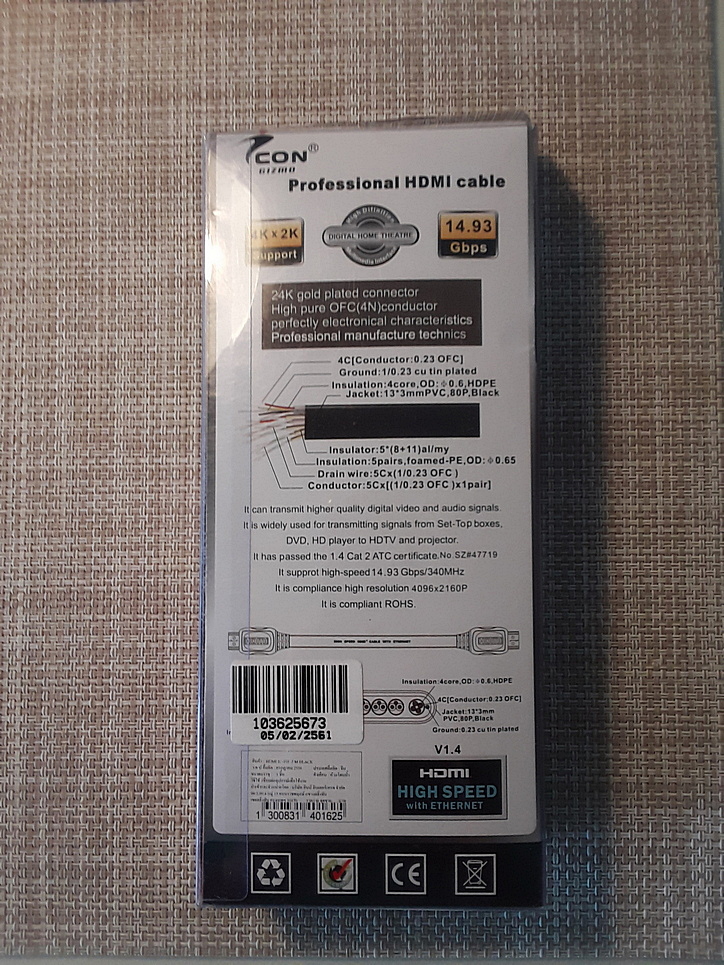 ICON®
GIZMO
Professional HDMI cable
4K x 2K
Support
High Definition
DIGITAL HOME THEATRE
14.93
Gbps
24K gold plated connector
High pure OFC(4N)conductor
perfectly electronical characteristics
Professional manufacture technics
4C[Conductor:0.23 OFC]
Ground:1/0.23 cu tin plated
Insulation:4core,OD:⌽0.6,HDPE
Jacket:13*3mmPVC,80P,Black
Insulator:5*(8+11)al/my
Insulation:5pairs,foamed-PE,OD:⌽0.65
Drain wire:5Cx(1/0.23 OFC )
Conductor:5Cx[(1/0.23 OFC )x1pair]
It can transmit higher quality digital video and audio signals.
It is widely used for transmitting signals from Set-Top boxes,
DVD, HD player to HDTV and projector.
It has passed the 1.4 Cat 2 ATC certificate.No.SZ#47719
It supprot high-speed 14.93 Gbps/340MHz
It is compliance high resolution 4096x2160P
It is compliant ROHS.
HIGH SPEED HDMI CABLE WITH ETHERNET
Insulation:4core,OD:⌽0.6,HDPE
4C[Conductor:0.23 OFC]
Jacket:13*3mm
PVC,80P,Black
Ground:0.23 cu tin plated
103625673
05/02/2561
V1.4
HDMI
HIGH SPEED
with ETHERNET
1 300831 401625
CE